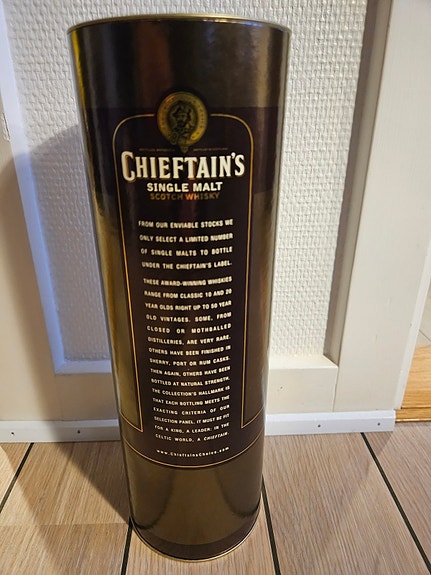 CHIEFTAIN'S
SINGLE MALT
SCOTCH WHISKY
FROM OUR ENVIABLE STOCKS WE
ONLY SELECT A LIMITED NUMBER
OF SINGLE MALTS TO BOTTLE
UNDER THE CHIEFTAIN'S LABEL.
THESE AWARD-WINNING WHISKIES
RANGE FROM CLASSIC 10 AND 20
YEAR OLDS RIGHT UP TO 50 YEAR
OLD VINTAGES. SOME, FROM
CLOSED OR MOTHBALLED
DISTILLERIES, ARE VERY RARE.
OTHERS HAVE BEEN FINISHED IN
SHERRY, PORT OR RUM CASKS.
THEN AGAIN, OTHERS HAVE BEEN
BOTTLED AT NATURAL STRENGTH.
THE COLLECTION'S HALLMARK IS
THAT EACH BOTTLING MEETS THE
EXACTING CRITERIA OF OUR
SELECTION PANEL. IT MUST BE FIT
FOR A KING, A LEADER: IN THE
CELTIC WORLD, A CHIEFTAIN.
www.ChieftainsChoice.com